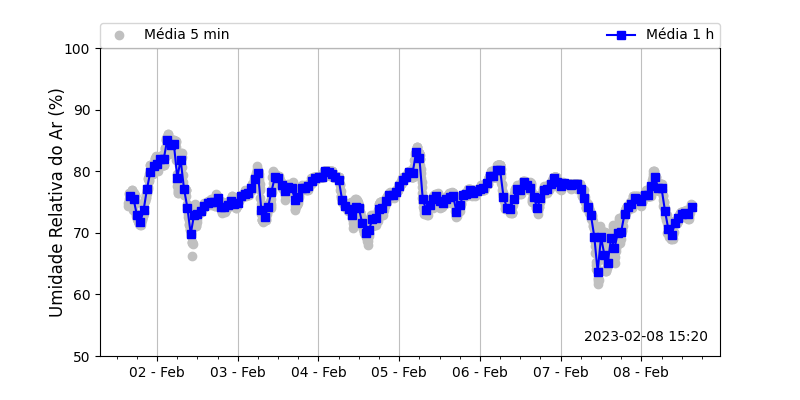 Média 5 min
Média 1 h
Umidade Relativa do Ar (%)
100
90
80
70
60
50
2023-02-08 15:20
02 - Feb
03 - Feb
04 - Feb
05 - Feb
06 - Feb
07 - Feb
08 - Feb